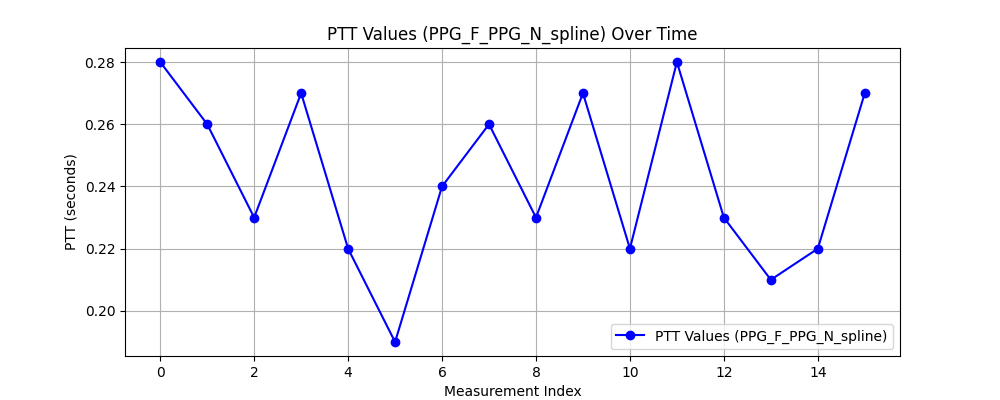 PTT Values (PPG_F_PPG_N_spline) Over Time
PTT (seconds)
0.28
0.26
0.24
0.22
0.20
PTT Values (PPG_F_PPG_N_spline)
0 2 4 6 8 10 12 14
Measurement Index